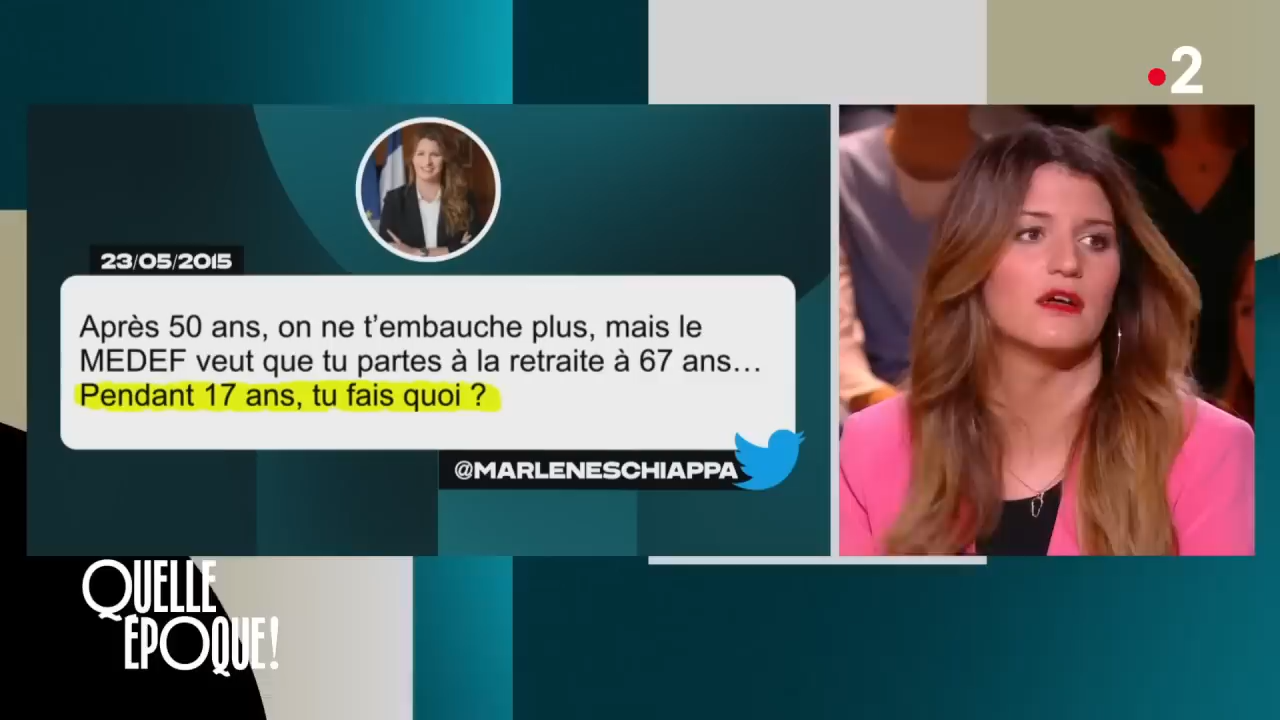 2
23/05/2015
Après 50 ans, on ne t’embauche plus, mais le
MEDEF veut que tu partes à la retraite à 67 ans…
Pendant 17 ans, tu fais quoi ?
@MARLENESCHIAPPA
QUELLE
ÉPOQUE!